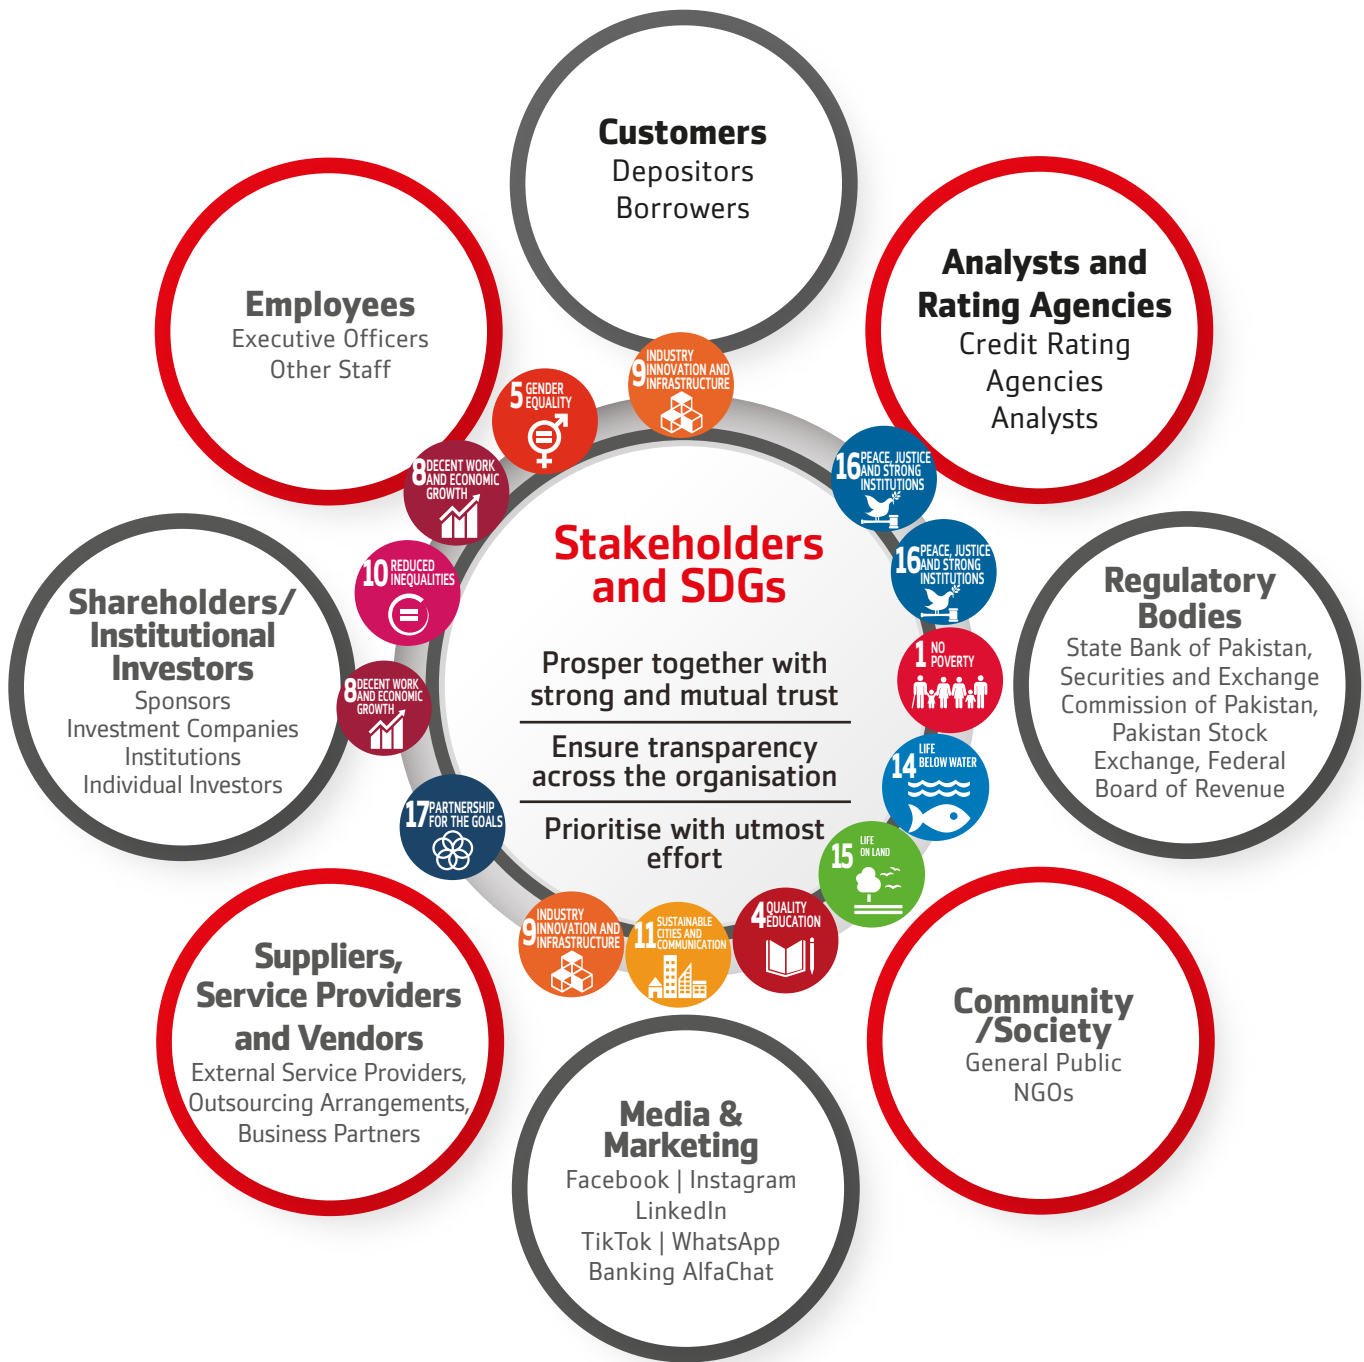 Customers
Depositors
Borrowers
Analysts and
Rating Agencies
Credit Rating
Agencies
Analysts
Regulatory
Bodies
State Bank of Pakistan,
Securities and Exchange
Commission of Pakistan,
Pakistan Stock
Exchange, Federal
Board of Revenue
Community
/Society
General Public
NGOs
Media &
Marketing
Facebook | Instagram
LinkedIn
TikTok | WhatsApp
Banking AlfaChat
Suppliers,
Service Providers
and Vendors
External Service Providers,
Outsourcing Arrangements,
Business Partners
Shareholders/
Institutional
Investors
Sponsors
Investment Companies
Institutions
Individual Investors
Employees
Executive Officers
Other Staff
9 INDUSTRY
INNOVATION AND
INFRASTRUCTURE
16 PEACE, JUSTICE
AND STRONG
INSTITUTIONS
16 PEACE, JUSTICE
AND STRONG
INSTITUTIONS
1 NO
POVERTY
14 LIFE
BELOW WATER
15 LIFE
ON LAND
4 QUALITY
EDUCATION
11 SUSTAINABLE
CITIES AND
COMMUNICATION
9 INDUSTRY
INNOVATION AND
INFRASTRUCTURE
17 PARTNERSHIP
FOR THE GOALS
8 DECENT WORK
AND ECONOMIC
GROWTH
10 REDUCED
INEQUALITIES
8 DECENT WORK
AND ECONOMIC
GROWTH
5 GENDER
EQUALITY
Stakeholders
and SDGs
Prosper together with
strong and mutual trust
Ensure transparency
across the organisation
Prioritise with utmost
effort